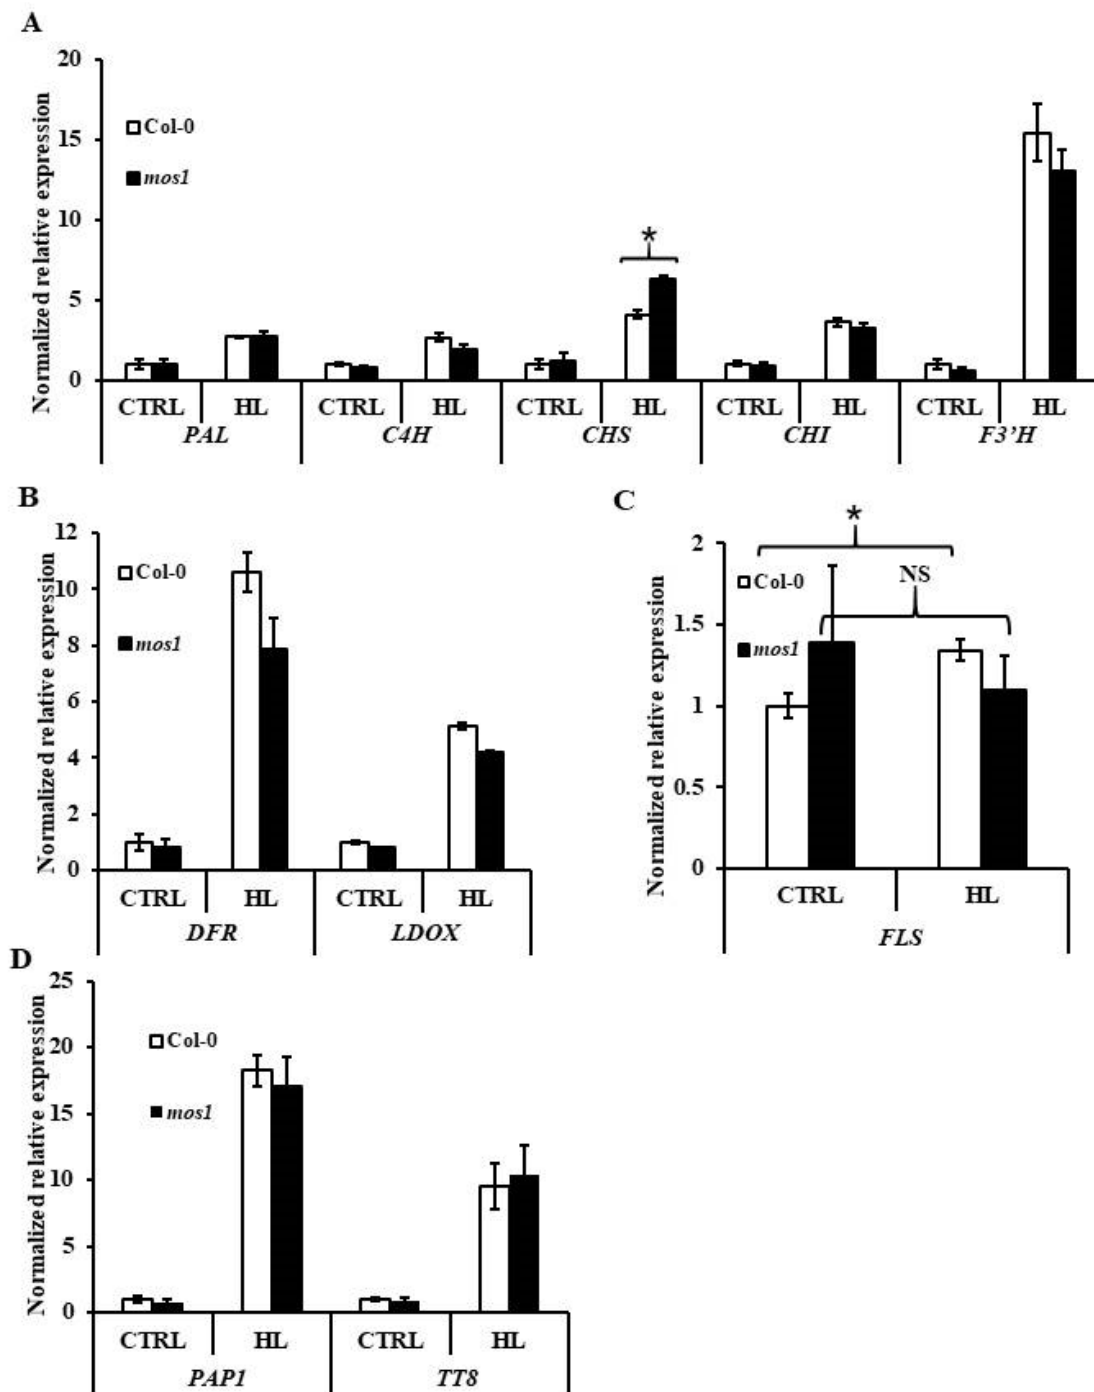 A
Normalized relative expression
20
15
10
5
0
Col-0
mos1
*
CTRL HL CTRL HL CTRL HL CTRL HL CTRL HL
PAL C4H CHS CHI F3’H
B
Normalized relative expression
12
10
8
6
4
2
0
Col-0
mos1
CTRL HL CTRL HL
DFR LDOX
C
Normalized relative expression
2
1.5
1
0.5
0
Col-0
mos1
*
NS
CTRL HL
FLS
D
Normalized relative expression
25
20
15
10
5
0
Col-0
mos1
CTRL HL CTRL HL
PAP1 TT8